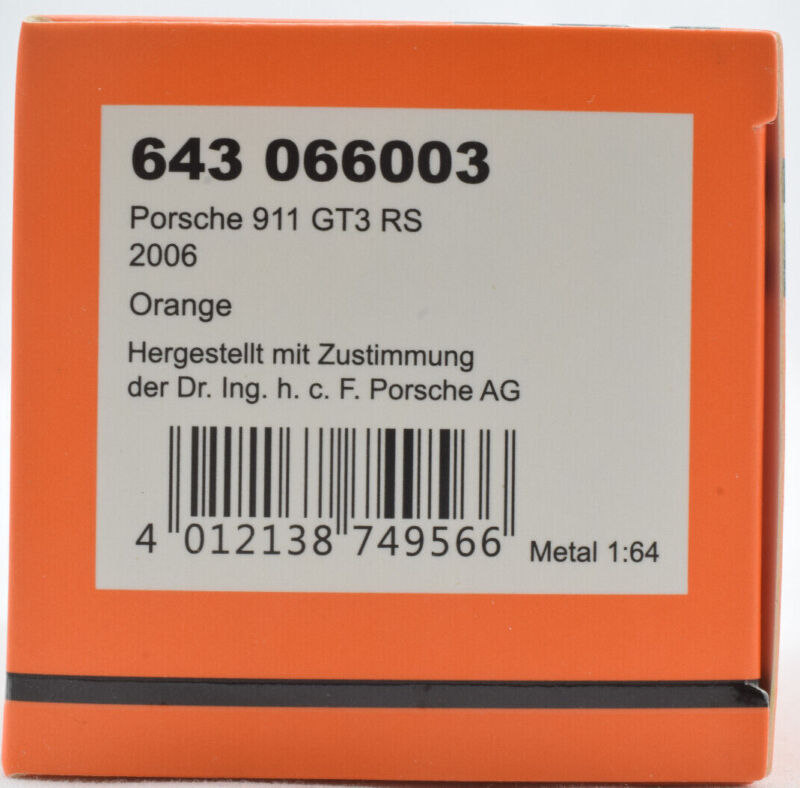 643 066003
Porsche 911 GT3 RS
2006
Orange
Hergestellt mit Zustimmung
der Dr. Ing. h. c. F. Porsche AG
4 012138 749566
Metal 1:64